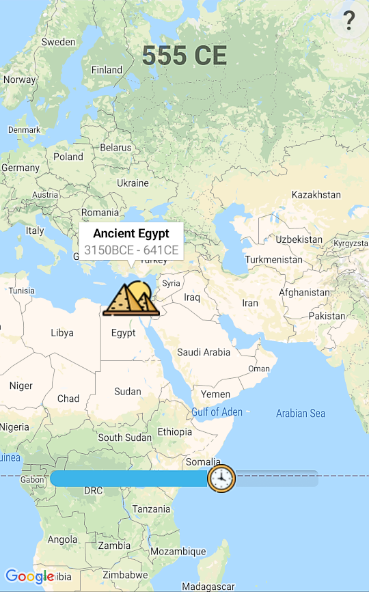 ?
555 CE
Sweden
Finland
Norway
Denmark
Belarus
Poland
Germany
Ukraine
Austria
Kazakhstan
Romania
Italy
Ancient Egypt
3150BCE - 641CE
Uzbekistan
Kyrgyzsta
Turkmenistan
Turkey
Syria
Tunisia
Iraq
Iran
Afghanistan
Pakistan
Libya
Egypt
Saudi Arabia
Oman
Niger
Chad
Sudan
Yemen
Gulf of Aden
Arabian Sea
Nigeria
South Sudan
Ethiopia
uinea
Somalia
Gabon
DRC
Tanzania
Angola
Zambia
Mozambique
Google
ibia
Zimbabwe
Madagascar